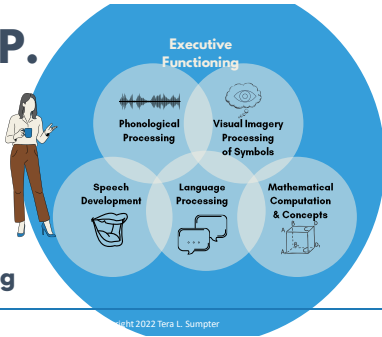 P.
Executive
Functioning
Phonological
Processing
Visual Imagery
Processing
of Symbols
Speech
Development
Language
Processing
Mathematical
Computation
& Concepts
g
right 2022 Tera L. Sumpter